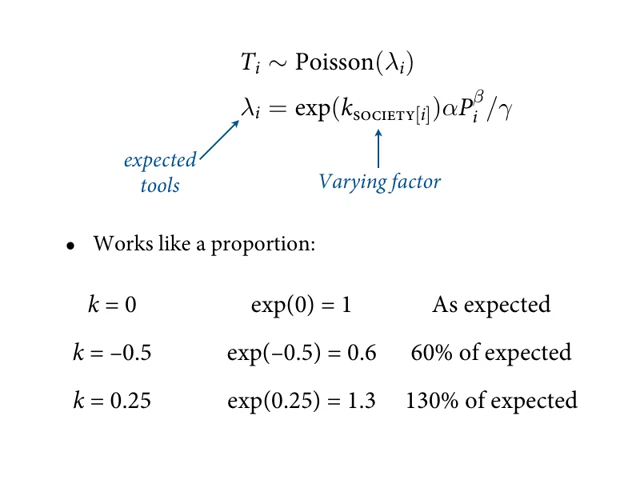 T_i ~ Poisson(λ_i)
λ_i = exp(k_SOCIETY[i])αP_i^β/γ
expected
tools
Varying factor
• Works like a proportion:
k = 0 exp(0) = 1 As expected
k = –0.5 exp(–0.5) = 0.6 60% of expected
k = 0.25 exp(0.25) = 1.3 130% of expected